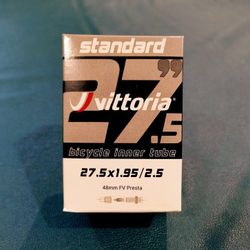 standard
27.5"
vittoria
bicycle inner tube
27.5x1.95/2.5
48mm FV Presta